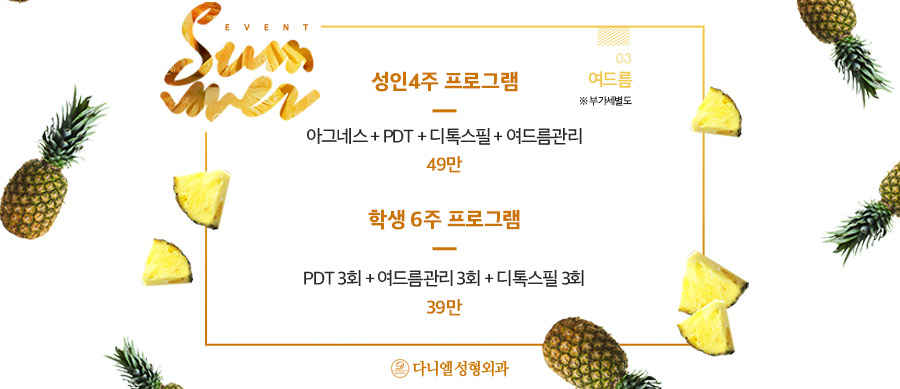 EVENT
Summer
03
여드름
※ 부가세별도
성인4주 프로그램
아그네스 + PDT + 디톡스필 + 여드름관리
49만
학생 6주 프로그램
PDT 3회 + 여드름관리 3회 + 디톡스필 3회
39만
다니엘성형외과